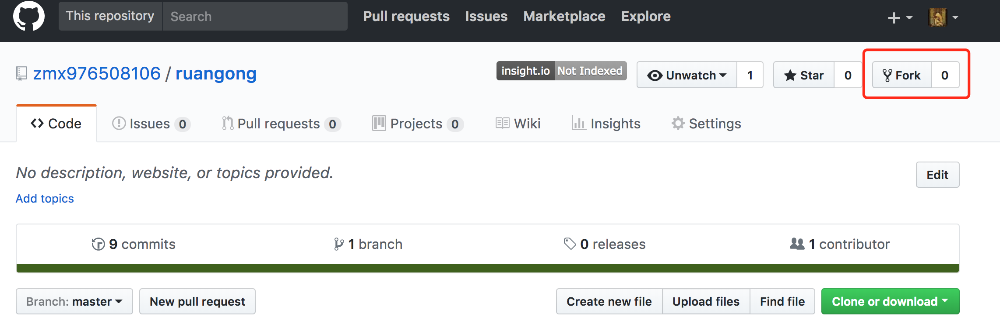 This repository Search Pull requests Issues Marketplace Explore
zmx976508106 / ruangong insight.io Not Indexed Unwatch 1 Star 0 Fork 0
Code Issues 0 Pull requests 0 Projects 0 Wiki Insights Settings
No description, website, or topics provided. Edit
Add topics
9 commits 1 branch 0 releases 1 contributor
Branch: master New pull request Create new file Upload files Find file Clone or download